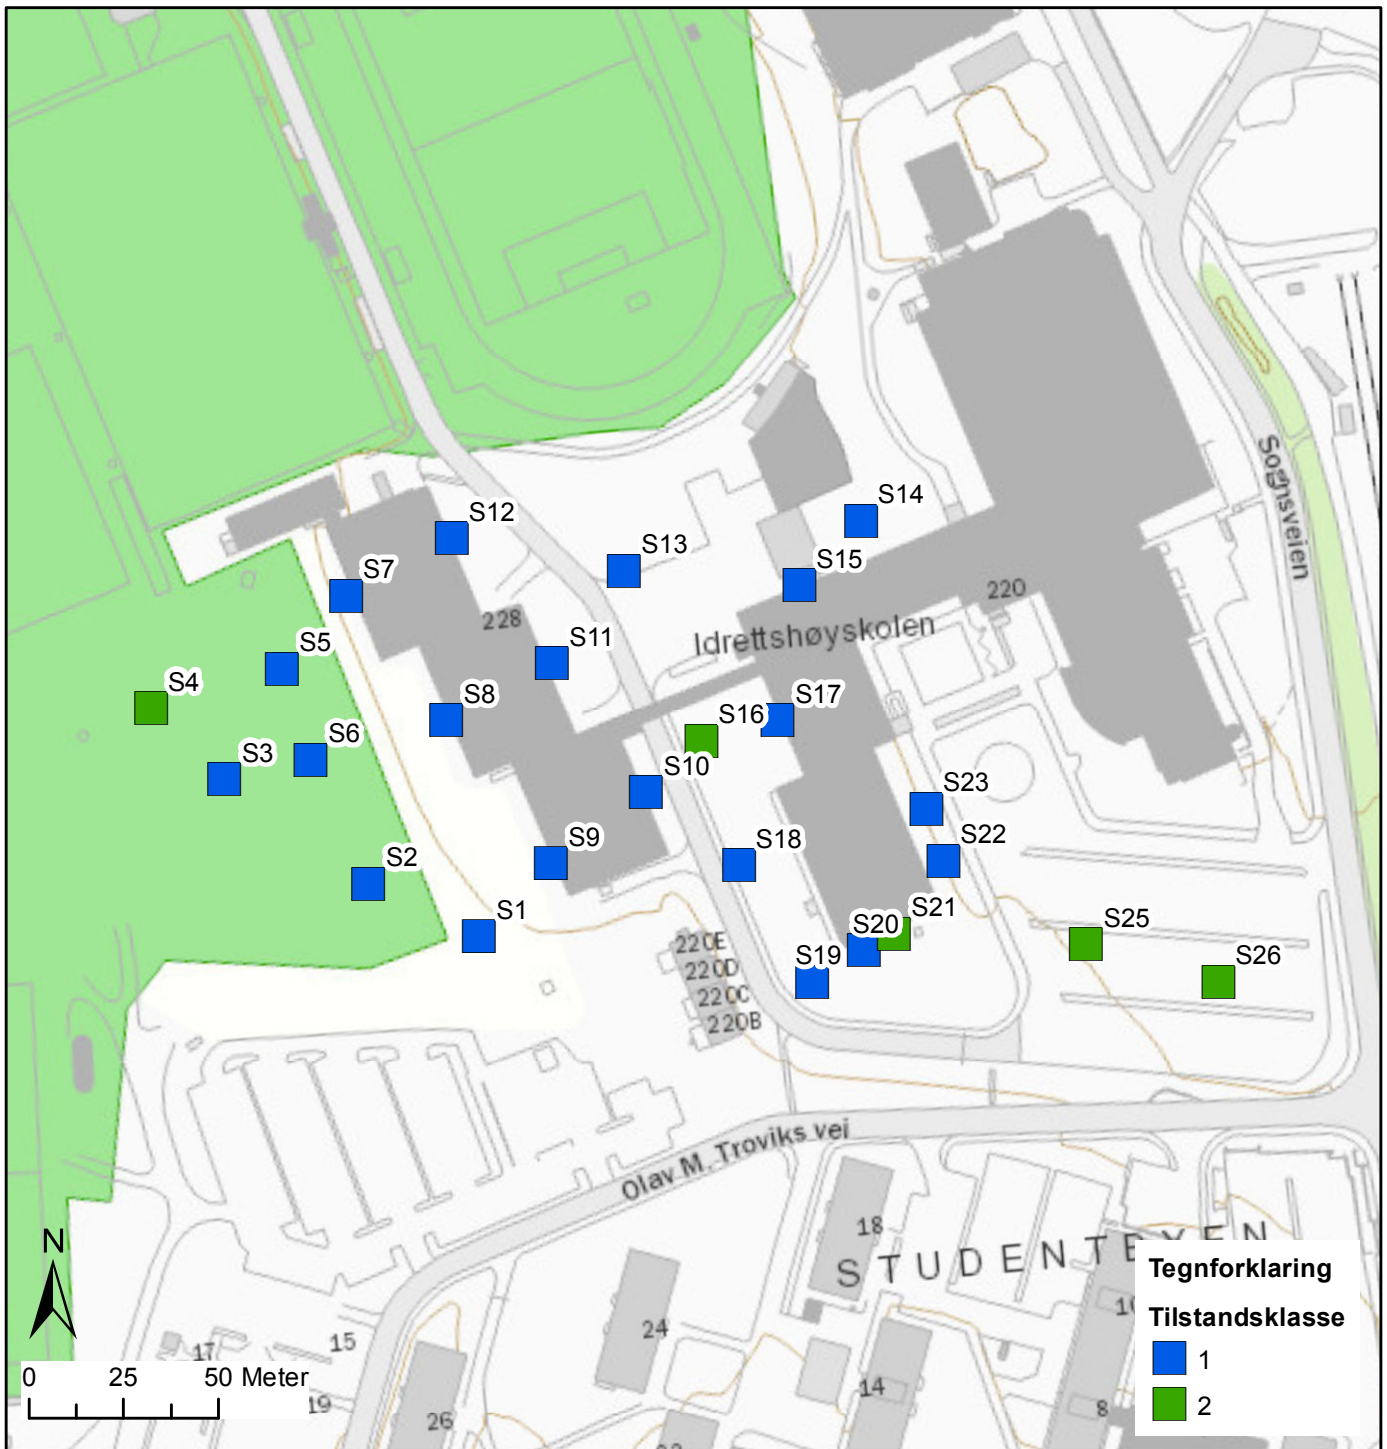 S14
S12
Sognsveien
S13
S7
S15
220
228
Idrettshøyskolen
S11
S5
S4
S17
S8
S16
S6
S3
S10
S23
S9
S18
S22
S2
S1
S21
S20
S25
220E
S19
S26
220D
220C
220B
Olav M. Troviks vei
18
N
STUDENTBYEN
Tegnforklaring
Tilstandsklasse
1
2
24
15
17
0 25 50 Meter
14
19
26
8